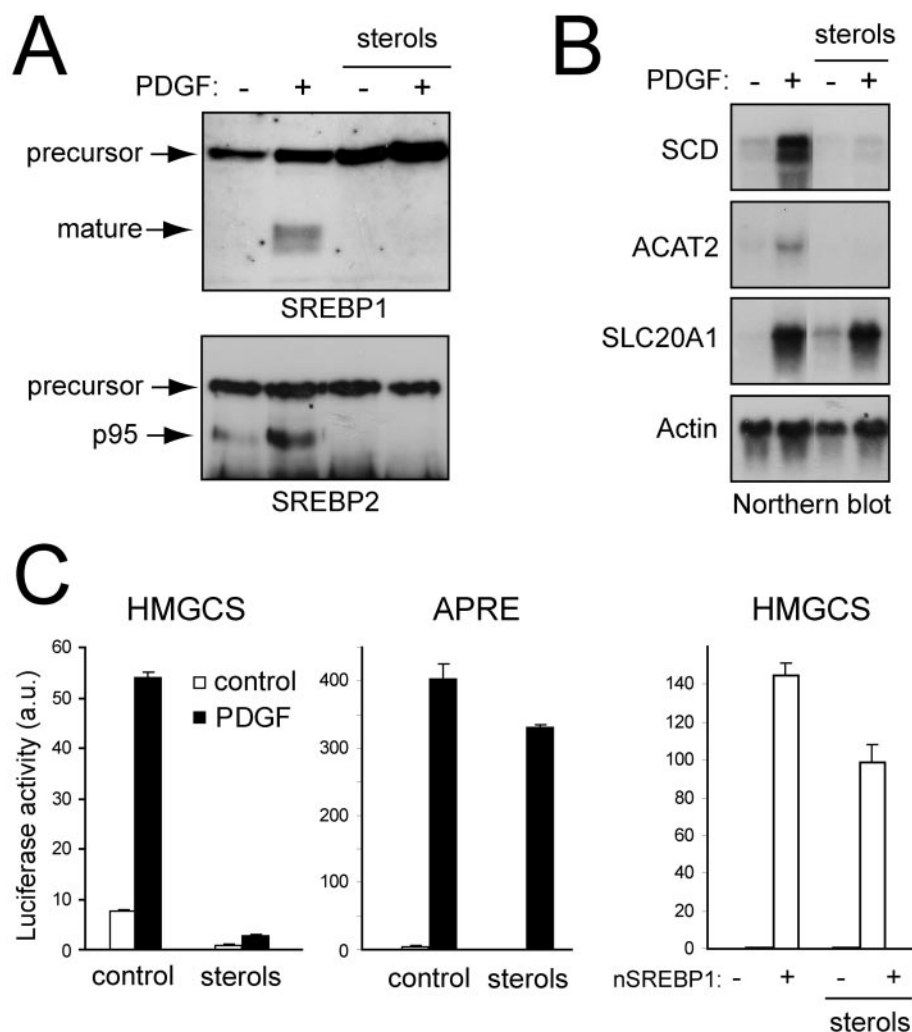 A
sterols
PDGF: - + - +
precursor
mature
SREBP1
precursor
p95
SREBP2
B
sterols
PDGF: - + - +
SCD
ACAT2
SLC20A1
Actin
Northern blot
C
HMGCS
Luciferase activity (a.u.)
60
50
40
30
20
10
0
control
PDGF
control sterols
APRE
400
300
200
100
0
control sterols
HMGCS
140
120
100
80
60
40
20
0
nSREBP1: - + - +
sterols